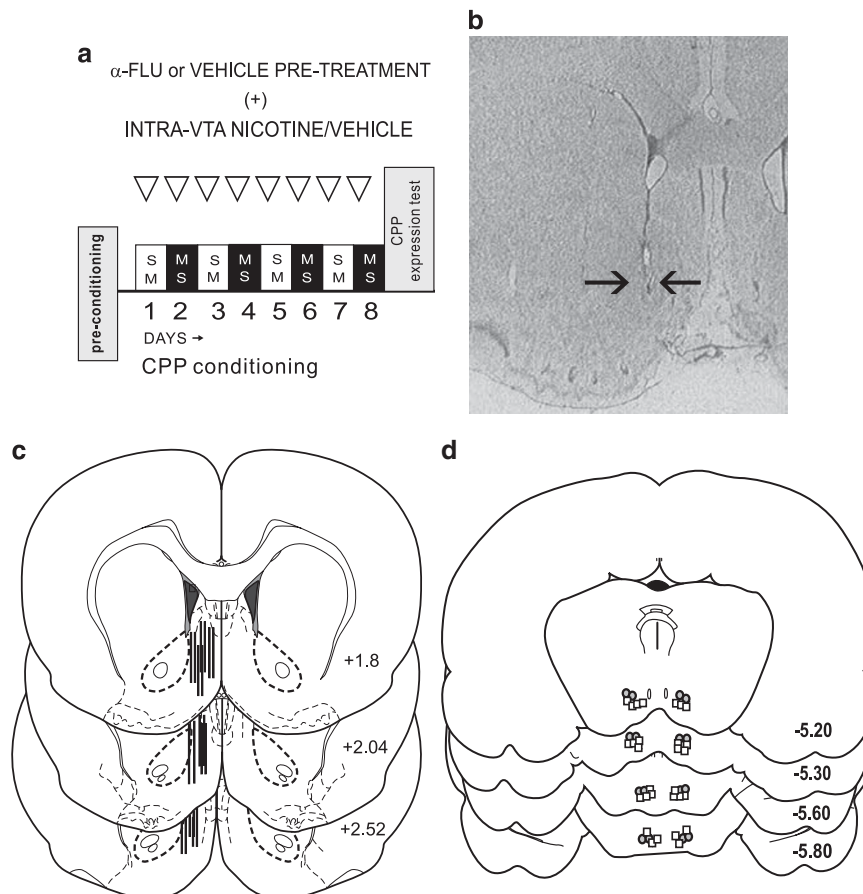 a
α-FLU or VEHICLE PRE-TREATMENT
(+)
INTRA-VTA NICOTINE/VEHICLE
pre-conditioning
S M S M S M S M
M S M S M S M S
1 2 3 4 5 6 7 8
DAYS →
CPP conditioning
CPP
expression test
b
c
+1.8
+2.04
+2.52
d
-5.20
-5.30
-5.60
-5.80